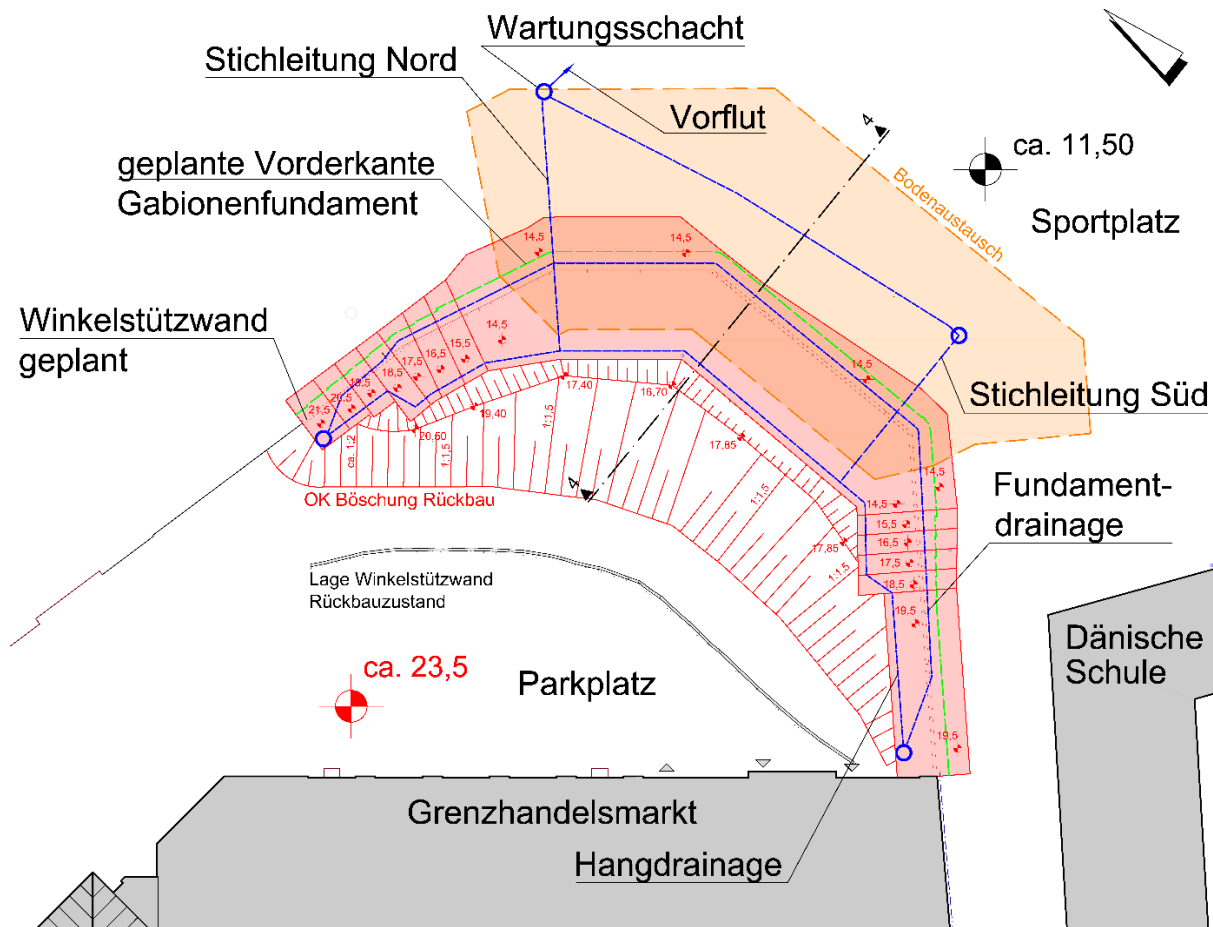 Wartungsschacht
Stichleitung Nord
Vorflut
4
ca. 11,50
geplante Vorderkante
Gabionenfundament
Bodenaustausch
Sportplatz
14,5
14,5
Winkelstützwand
geplant
14,5
15,5
16,5
17,5
18,5
19,5
20,5
21,5
14,5
Stichleitung Süd
17,40
16,70
19,40
20,50
17,85
ca. 1:2
1:1,5
1:1,5
1:1,5
4
OK Böschung Rückbau
14,5
Fundament-
drainage
14,5
15,5
16,5
17,5
18,5
19,5
17,85
1:1,5
Lage Winkelstützwand
Rückbauzustand
Dänische
Schule
ca. 23,5
Parkplatz
19,5
Grenzhandelsmarkt
Hangdrainage